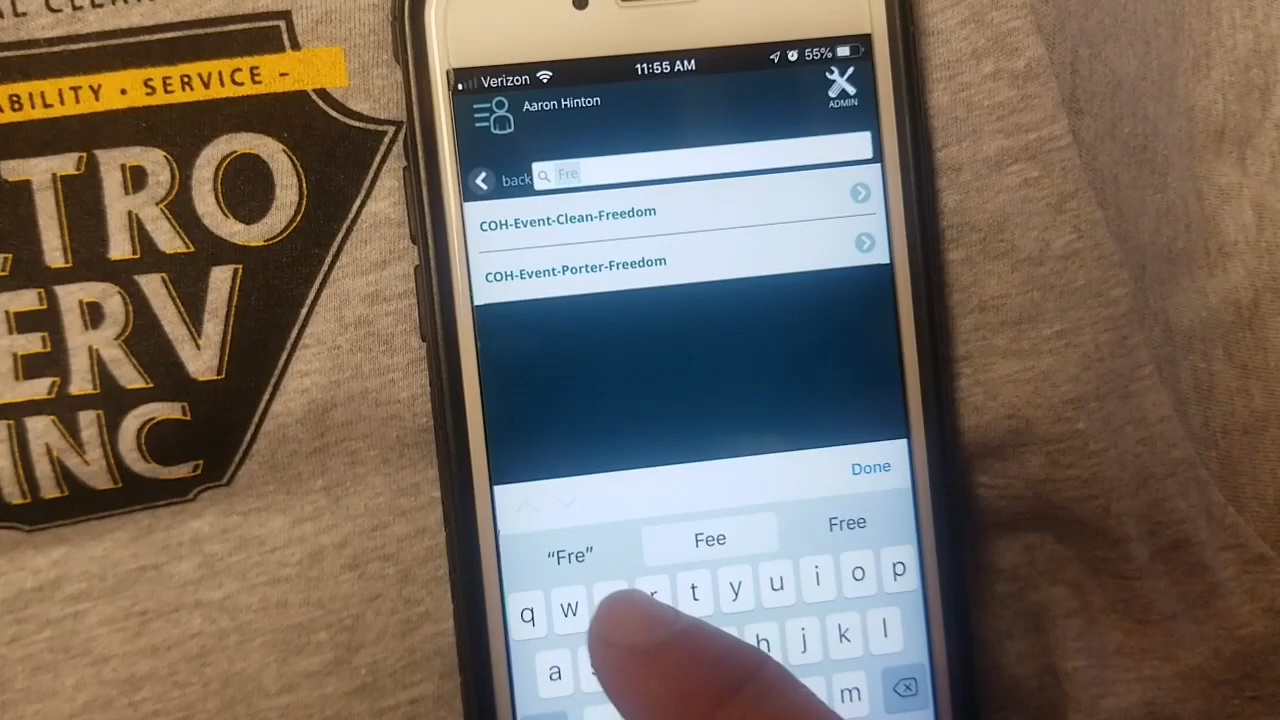 ABILITY • SERVICE -
TRO
ERV
INC
Verizon
11:55 AM
55%
Aaron Hinton
ADMIN
back
Fre
COH-Event-Clean-Freedom
COH-Event-Porter-Freedom
Done
"Fre"
Fee
Free
q w r t y u i o p
a h j k l
m